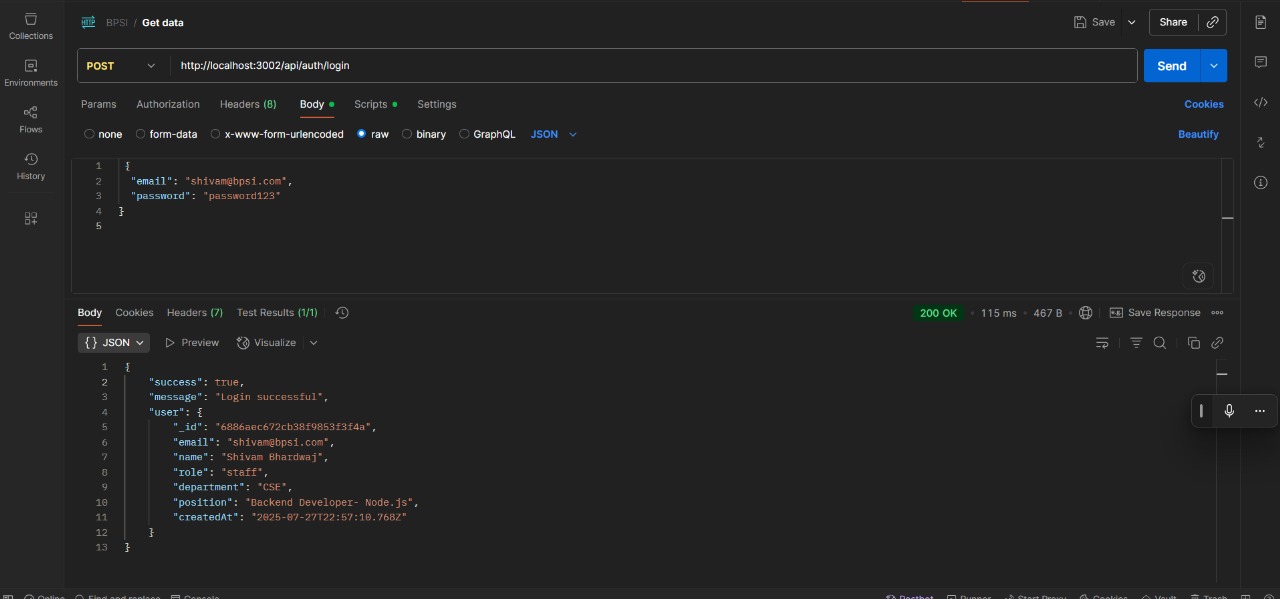 Collections
Environments
Flows
History
HTTP BPSI / Get data
Save Share
POST http://localhost:3002/api/auth/login Send
Params Authorization Headers (8) Body Scripts Settings Cookies
none form-data x-www-form-urlencoded raw binary GraphQL JSON Beautify
1 {
2 "email": "shivam@bpsi.com",
3 "password": "password123"
4 }
5
Body Cookies Headers (7) Test Results (1/1) 200 OK 115 ms 467 B Save Response
{} JSON Preview Visualize
1 {
2 "success": true,
3 "message": "Login successful",
4 "user": {
5 "_id": "6886aec672cb38f9853f3f4a",
6 "email": "shivam@bpsi.com",
7 "name": "Shivam Bhardwaj",
8 "role": "staff",
9 "department": "CSE",
10 "position": "Backend Developer- Node.js",
11 "createdAt": "2025-07-27T22:57:10.768Z"
12 }
13 }
Online Find and replace Console Postbot Runner Start Proxy Cookies Vault Trash